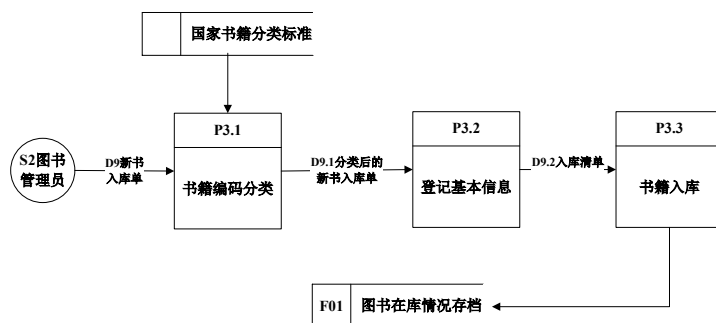 国家书籍分类标准
P3.1
P3.2
P3.3
S2图书
管理员
D9新书
入库单
书籍编码分类
D9.1分类后的
新书入库单
登记基本信息
D9.2入库清单
书籍入库
F01
图书在库情况存档